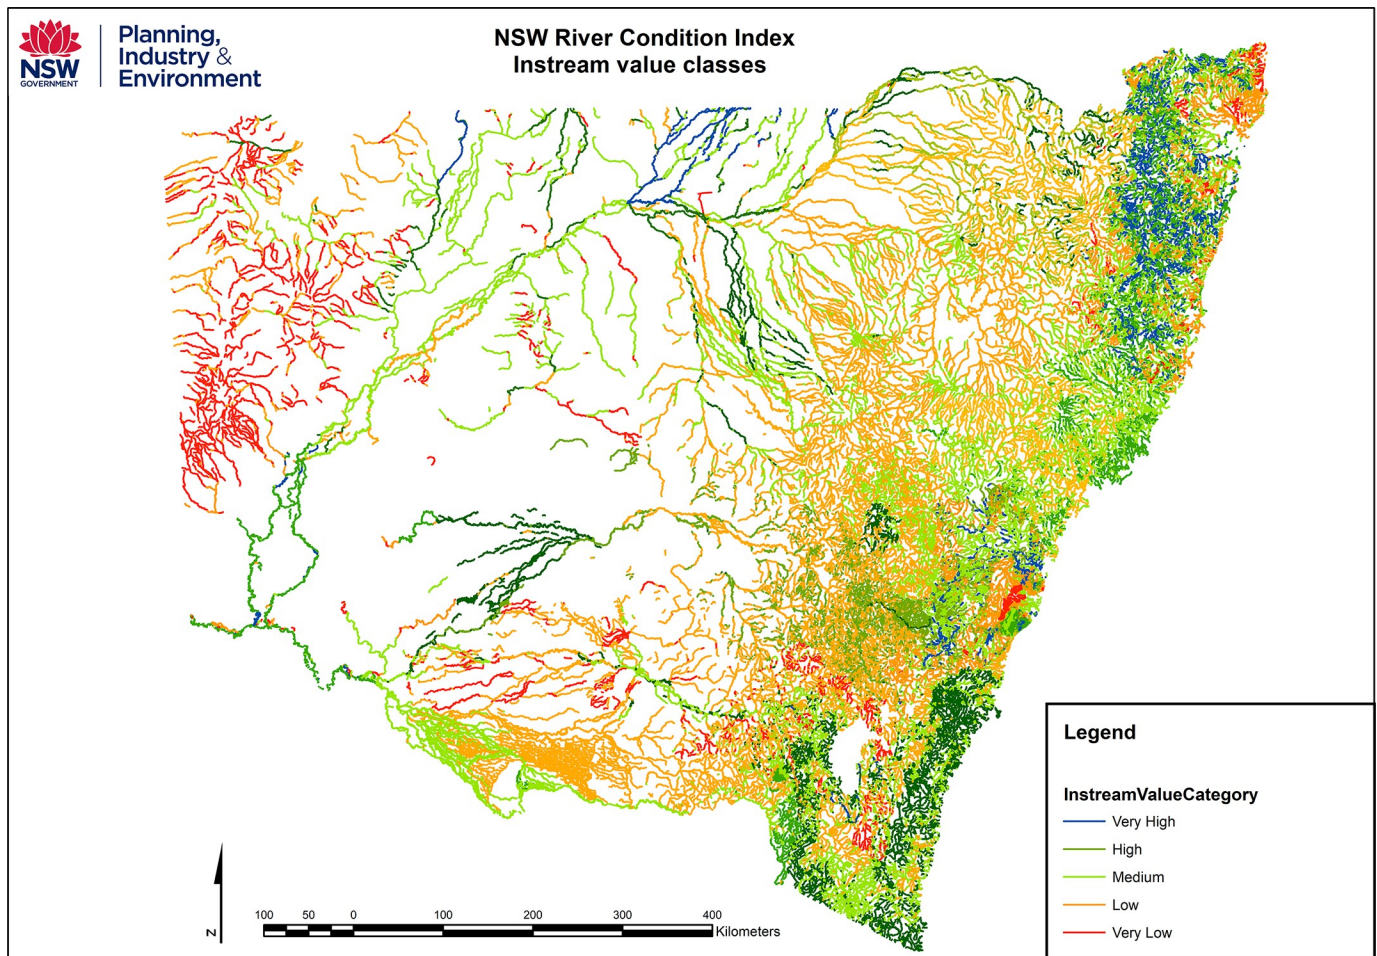 NSW
GOVERNMENT
Planning,
Industry &
Environment
NSW River Condition Index
Instream value classes
Legend
InstreamValueCategory
Very High
High
Medium
Low
Very Low
N
100 50 0 100 200 300 400
Kilometers